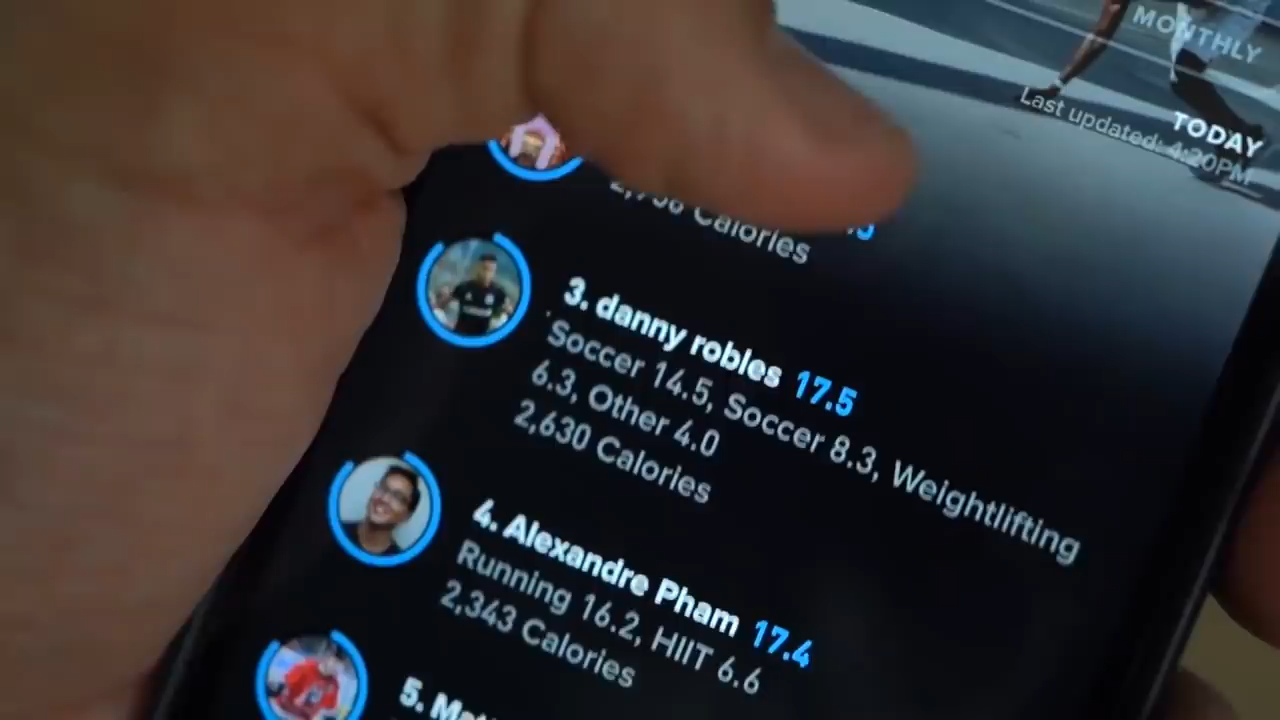 MONTHLY
TODAY
Last updated: 4:20PM
Calories
3. danny robles 17.5
Soccer 14.5, Soccer 8.3, Weightlifting
6.3, Other 4.0
2,630 Calories
4. Alexandre Pham 17.4
Running 16.2, HIIT 6.6
2,343 Calories
5.